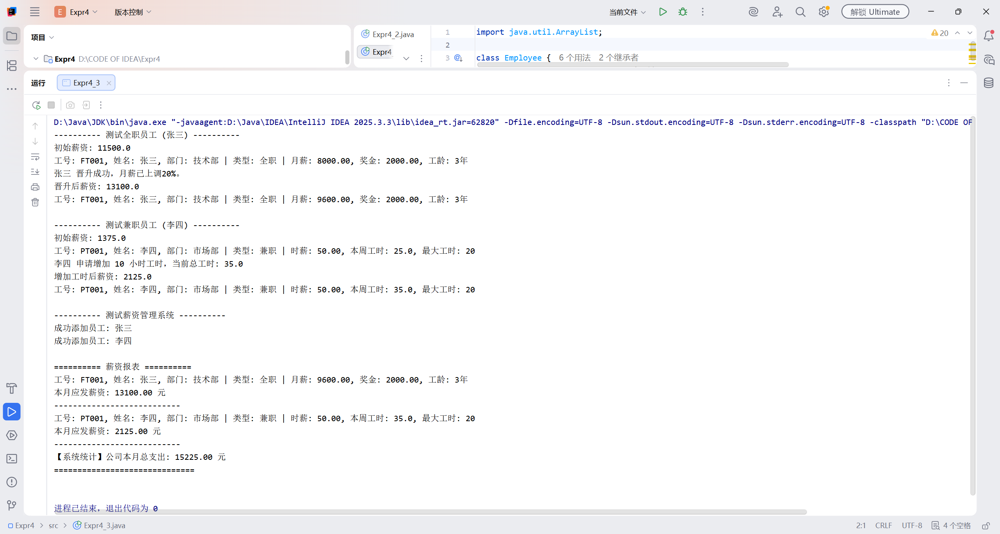 E Expr4 版本控制 当前文件 解锁 Ultimate
项目
Expr4 D:\CODE OF IDEA\Expr4
Expr4_2.java
Expr4
1 import java.util.ArrayList; 20
2
3 class Employee { 6 个用法 2 个继承者
运行 Expr4_3
D:\Java\JDK\bin\java.exe "-javaagent:D:\Java\IDEA\IntelliJ IDEA 2025.3.3\lib\idea_rt.jar=62820" -Dfile.encoding=UTF-8 -Dsun.stdout.encoding=UTF-8 -Dsun.stderr.encoding=UTF-8 -classpath "D:\CODE OF
---------- 测试全职员工 (张三) ----------
初始薪资: 11500.0
工号: FT001, 姓名: 张三, 部门: 技术部 | 类型: 全职 | 月薪: 8000.00, 奖金: 2000.00, 工龄: 3年
张三 晋升成功，月薪已上调20%。
晋升后薪资: 13100.0
工号: FT001, 姓名: 张三, 部门: 技术部 | 类型: 全职 | 月薪: 9600.00, 奖金: 2000.00, 工龄: 3年
---------- 测试兼职员工 (李四) ----------
初始薪资: 1375.0
工号: PT001, 姓名: 李四, 部门: 市场部 | 类型: 兼职 | 时薪: 50.00, 本周工时: 25.0, 最大工时: 20
李四 申请增加 10 小时工时，当前总工时: 35.0
增加工时后薪资: 2125.0
工号: PT001, 姓名: 李四, 部门: 市场部 | 类型: 兼职 | 时薪: 50.00, 本周工时: 35.0, 最大工时: 20
---------- 测试薪资管理系统 ----------
成功添加员工: 张三
成功添加员工: 李四
========== 薪资报表 ==========
工号: FT001, 姓名: 张三, 部门: 技术部 | 类型: 全职 | 月薪: 9600.00, 奖金: 2000.00, 工龄: 3年
本月应发薪资: 13100.00 元
---------------------------
工号: PT001, 姓名: 李四, 部门: 市场部 | 类型: 兼职 | 时薪: 50.00, 本周工时: 35.0, 最大工时: 20
本月应发薪资: 2125.00 元
---------------------------
【系统统计】公司本月总支出: 15225.00 元
==============================
进程已结束，退出代码为 0
Expr4 > src > Expr4_3.java 2:1 CRLF UTF-8 4 个空格